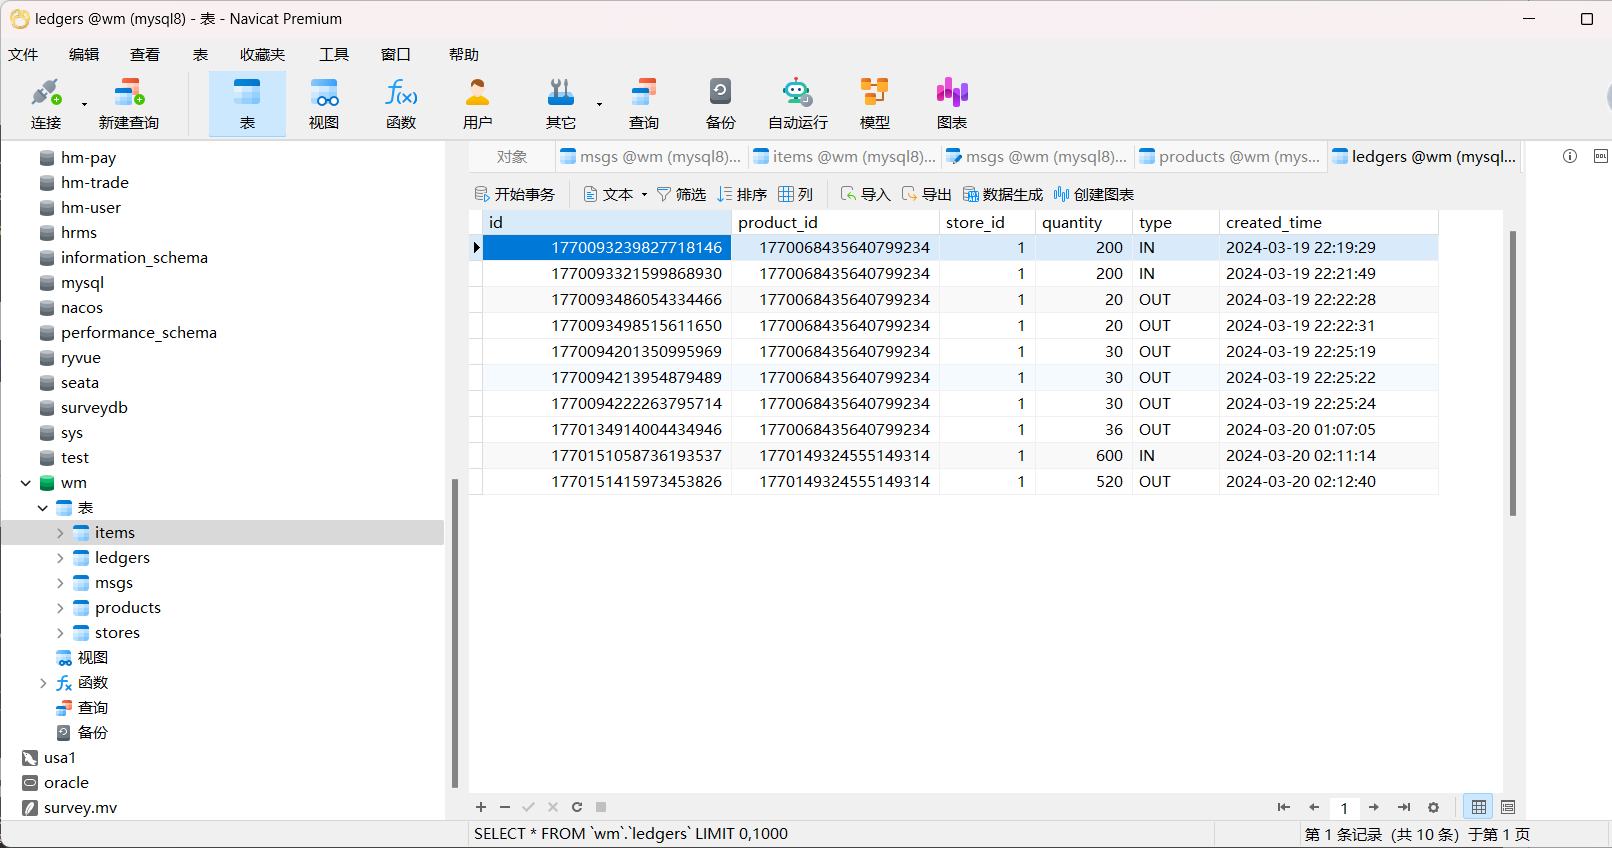 ledgers @wm (mysql8) - 表 - Navicat Premium
文件 编辑 查看 表 收藏夹 工具 窗口 帮助
连接 新建查询 表 视图 函数 用户 其它 查询 备份 自动运行 模型 图表
hm-pay
hm-trade
hm-user
hrms
information_schema
mysql
nacos
performance_schema
ryvue
seata
surveydb
sys
test
wm
表
items
ledgers
msgs
products
stores
视图
函数
查询
备份
usa1
oracle
survey.mv
对象 msgs @wm (mysql8)... items @wm (mysql8)... msgs @wm (mysql8)... products @wm (mys... ledgers @wm (mysql...
开始事务 文本 筛选 排序 列 导入 导出 数据生成 创建图表
id product_id store_id quantity type created_time
1770093239827718146 1770068435640799234 1 200 IN 2024-03-19 22:19:29
1770093321599868930 1770068435640799234 1 200 IN 2024-03-19 22:21:49
1770093486054334466 1770068435640799234 1 20 OUT 2024-03-19 22:22:28
1770093498515611650 1770068435640799234 1 20 OUT 2024-03-19 22:22:31
1770094201350995969 1770068435640799234 1 30 OUT 2024-03-19 22:25:19
1770094213954879489 1770068435640799234 1 30 OUT 2024-03-19 22:25:22
1770094222263795714 1770068435640799234 1 30 OUT 2024-03-19 22:25:24
1770134914004434946 1770068435640799234 1 36 OUT 2024-03-20 01:07:05
1770151058736193537 1770149324555149314 1 600 IN 2024-03-20 02:11:14
1770151415973453826 1770149324555149314 1 520 OUT 2024-03-20 02:12:40
1
SELECT * FROM `wm`.`ledgers` LIMIT 0,1000
第 1 条记录 (共 10 条) 于第 1 页